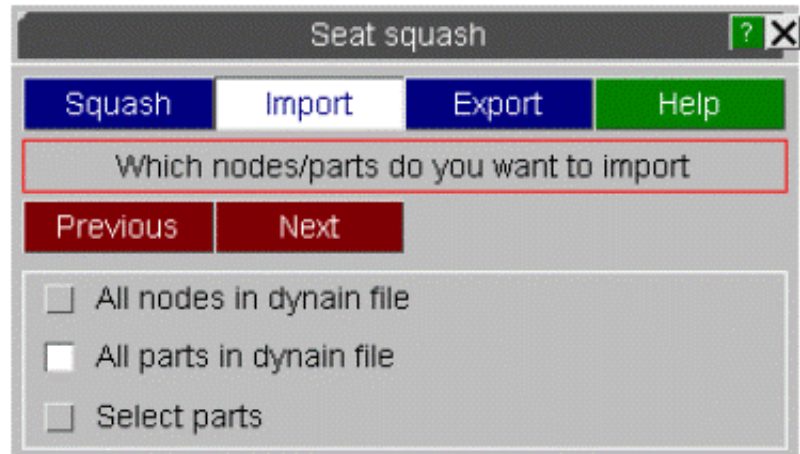 Seat squash ?
Squash Import Export Help
Which nodes/parts do you want to import
Previous Next
All nodes in dynain file
All parts in dynain file
Select parts